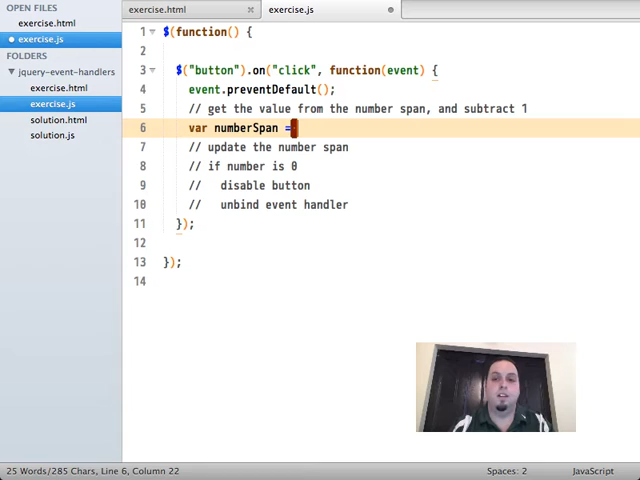 OPEN FILES
exercise.html
exercise.js
FOLDERS
jquery-event-handlers
exercise.html
exercise.js
solution.html
solution.js
exercise.html
exercise.js
1 $(function() {
2
3 $("button").on("click", function(event) {
4 event.preventDefault();
5 // get the value from the number span, and subtract 1
6 var numberSpan =
7 // update the number span
8 // if number is 0
9 //   disable button
10 //   unbind event handler
11 });
12
13 });
14
25 Words/285 Chars, Line 6, Column 22
Spaces: 2
JavaScript